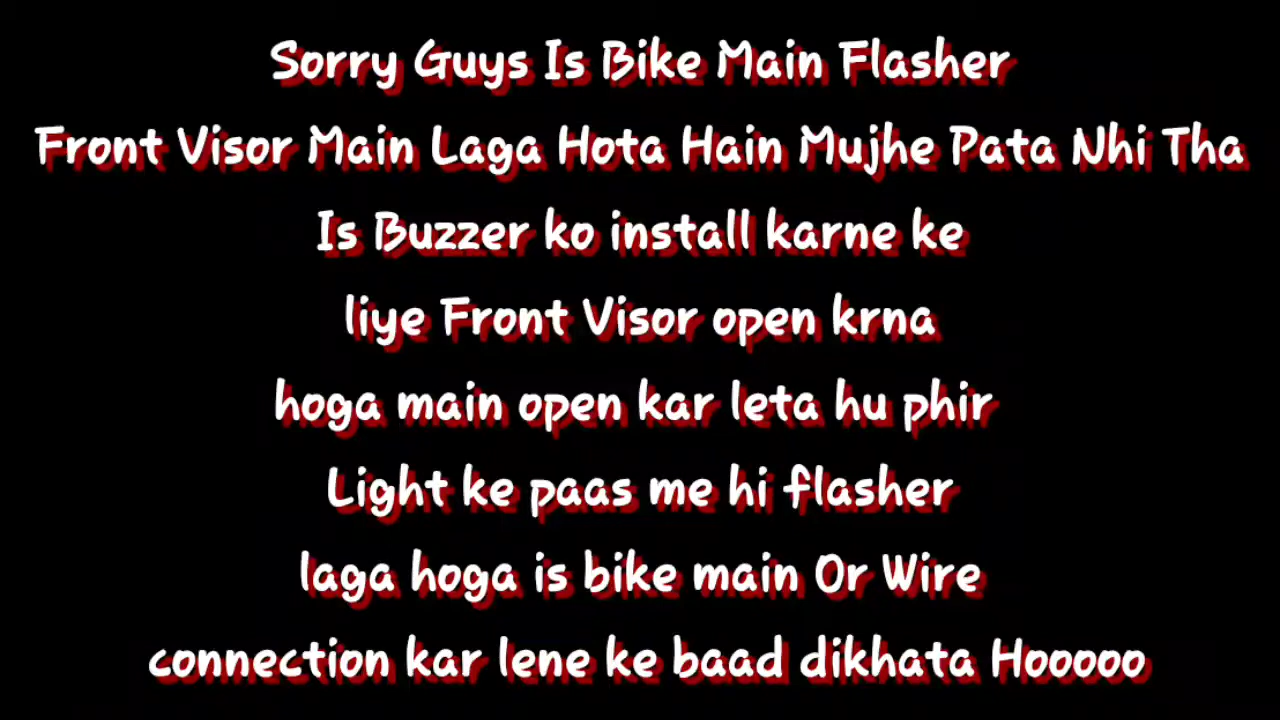 Sorry Guys Is Bike Main Flasher
Front Visor Main Laga Hota Hain Mujhe Pata Nhi Tha
Is Buzzer ko install karne ke
liye Front Visor open krna
hoga main open kar leta hu phir
Light ke paas me hi flasher
laga hoga is bike main Or Wire
connection kar lene ke baad dikhata Hooooo